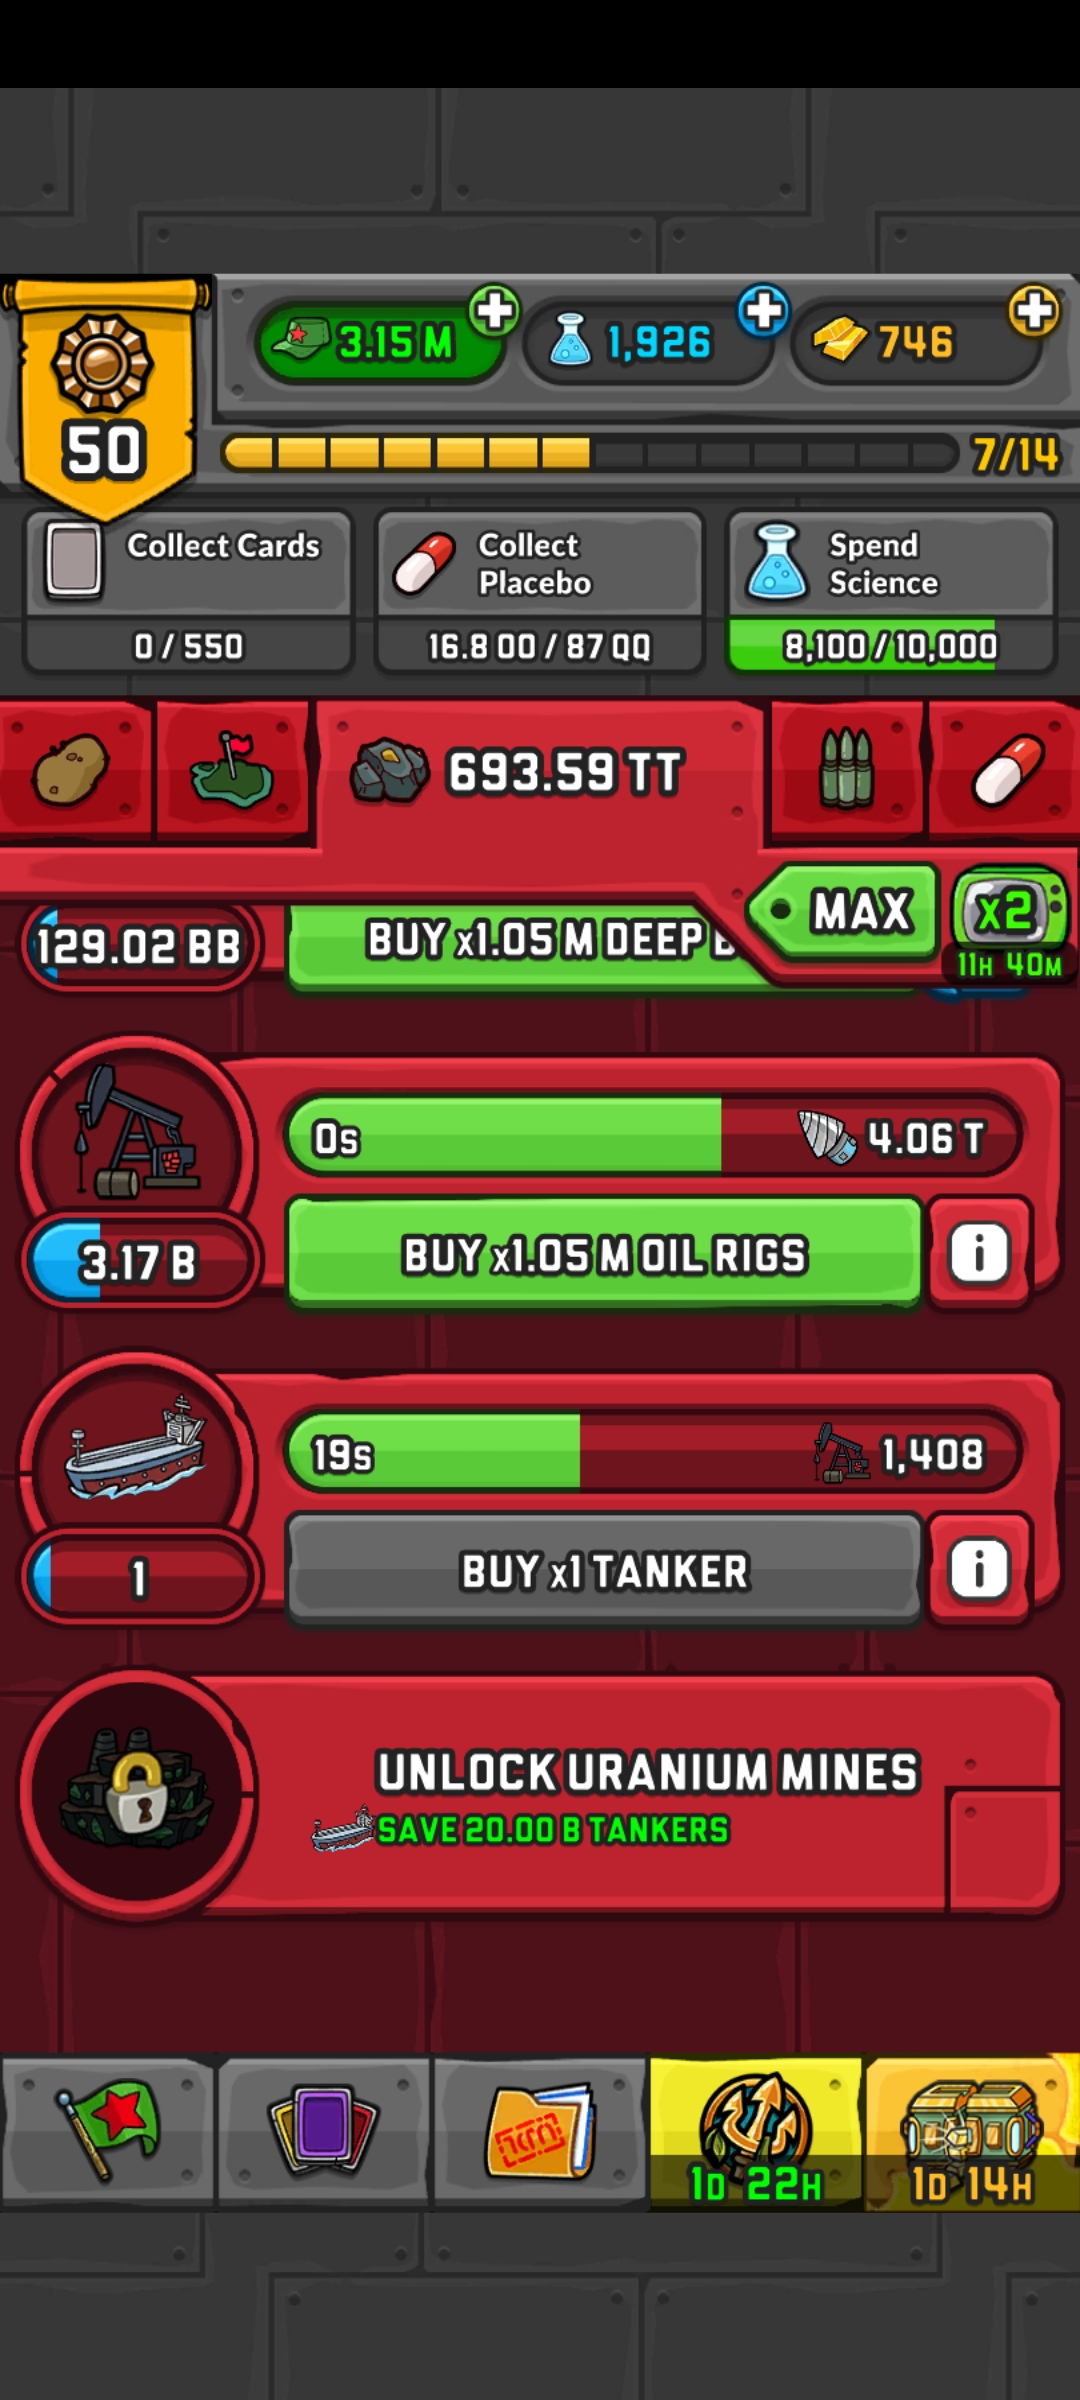 3.15 M
1,926
746
50
7/14
Collect Cards
0 / 550
Collect
Placebo
16.8 OO / 87 QQ
Spend
Science
8,100 / 10,000
693.59 TT
MAX
x2
11H 40M
129.02 BB
BUY x1.05 M DEEP
0s
4.06 T
3.17 B
BUY x1.05 M OIL RIGS
i
19s
1,408
1
BUY x1 TANKER
i
UNLOCK URANIUM MINES
SAVE 20.00 B TANKERS
1D 22H
1D 14H